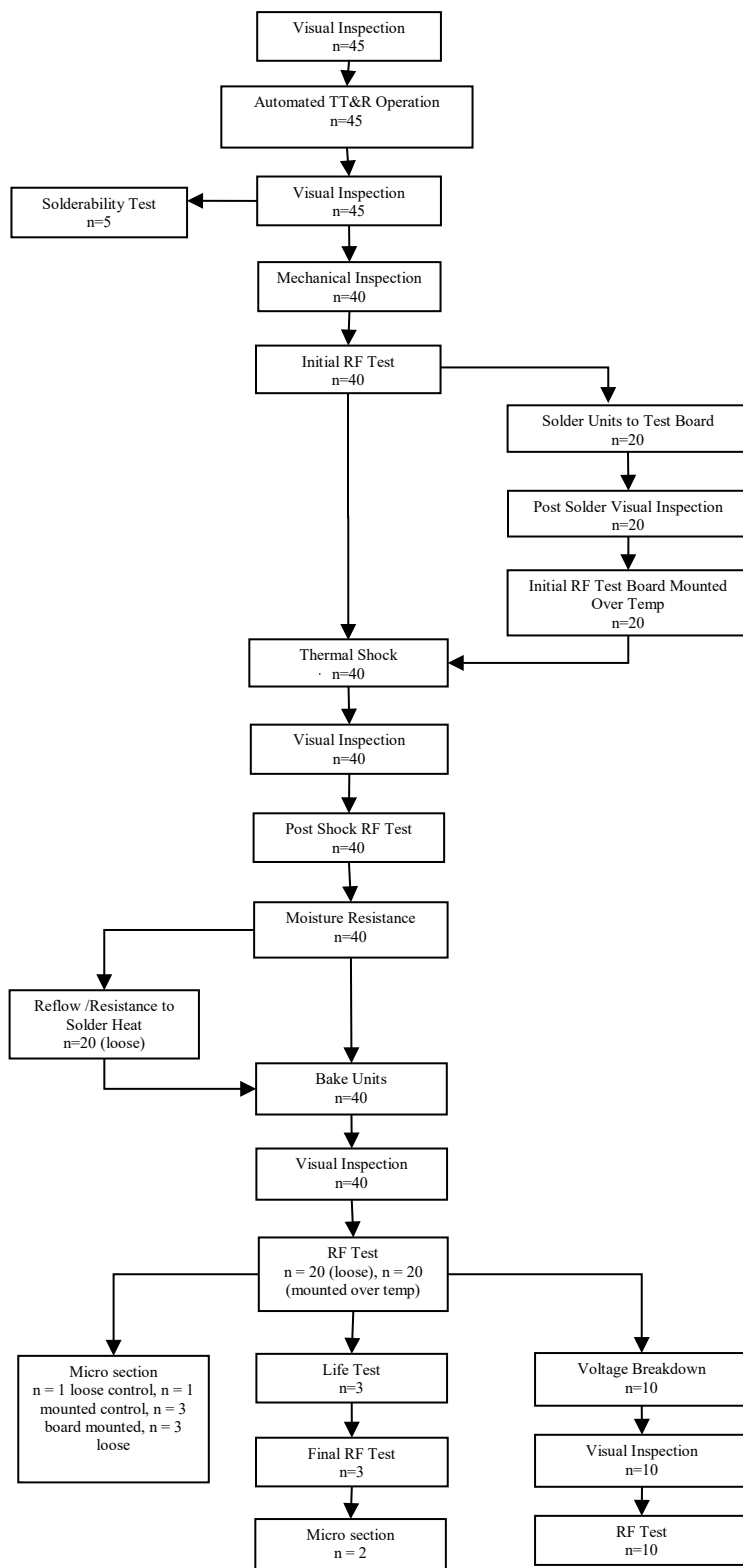 Visual Inspection
n=45
Automated TT&R Operation
n=45
Visual Inspection
n=45
Solderability Test
n=5
Mechanical Inspection
n=40
Initial RF Test
n=40
Solder Units to Test Board
n=20
Post Solder Visual Inspection
n=20
Initial RF Test Board Mounted
Over Temp
n=20
Thermal Shock
· n=40
Visual Inspection
n=40
Post Shock RF Test
n=40
Moisture Resistance
n=40
Reflow /Resistance to
Solder Heat
n=20 (loose)
Bake Units
n=40
Visual Inspection
n=40
RF Test
n = 20 (loose), n = 20
(mounted over temp)
Micro section
n = 1 loose control, n = 1
mounted control, n = 3
board mounted, n = 3
loose
Life Test
n=3
Final RF Test
n=3
Micro section
n = 2
Voltage Breakdown
n=10
Visual Inspection
n=10
RF Test
n=10